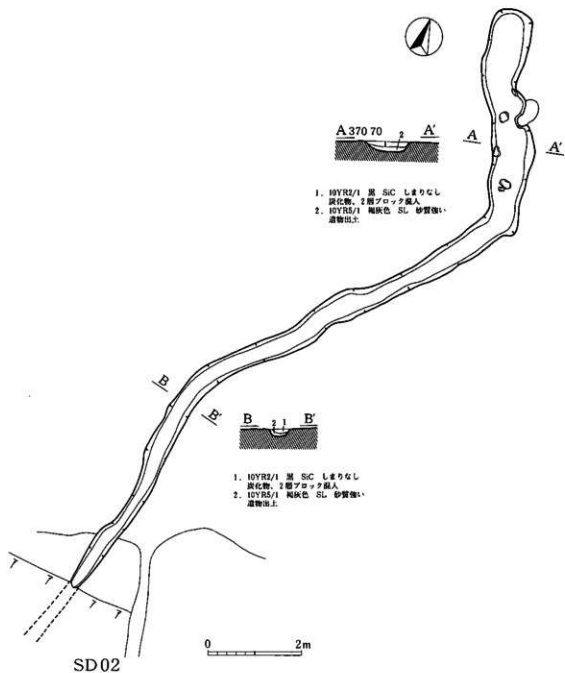 A 370 70 A'
1 2
A A'
1. 10YR2/1 黒 SiC しまりなし
炭化物、2層ブロック混入
2. 10YR5/1 褐灰色 SL 砂質強い
遺物出土
B B'
B B'
2 1
1. 10YR2/1 黒 SiC しまりなし
炭化物、2層ブロック混入
2. 10YR5/1 褐灰色 SL 砂質強い
遺物出土
0 2m
SD02